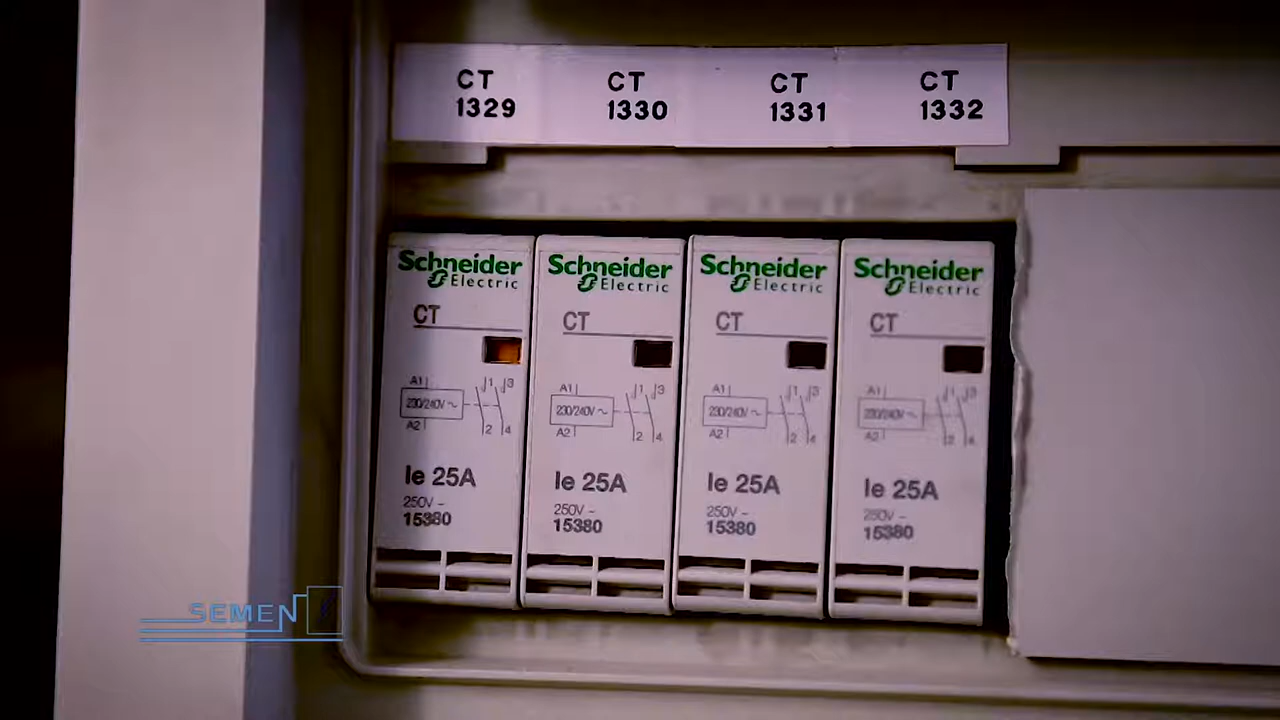 CT
1329
CT
1330
CT
1331
CT
1332
Schneider
Electric
CT
A1 1 3
230/240V ~
A2 2 4
Ie 25A
250V ~
15380
Schneider
Electric
CT
A1 1 3
230/240V ~
A2 2 4
Ie 25A
250V ~
15380
Schneider
Electric
CT
A1 1 3
230/240V ~
A2 2 4
Ie 25A
250V ~
15380
Schneider
Electric
CT
A1 1 3
230/240V ~
A2 2 4
Ie 25A
250V ~
15380
SEMEN